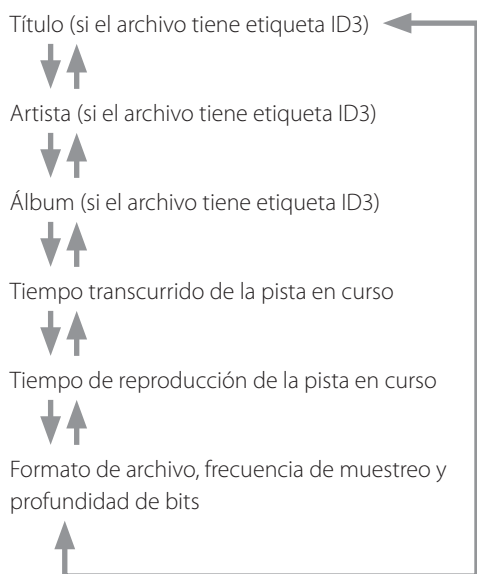 Título (si el archivo tiene etiqueta ID3)
Artista (si el archivo tiene etiqueta ID3)
Álbum (si el archivo tiene etiqueta ID3)
Tiempo transcurrido de la pista en curso
Tiempo de reproducción de la pista en curso
Formato de archivo, frecuencia de muestreo y
profundidad de bits